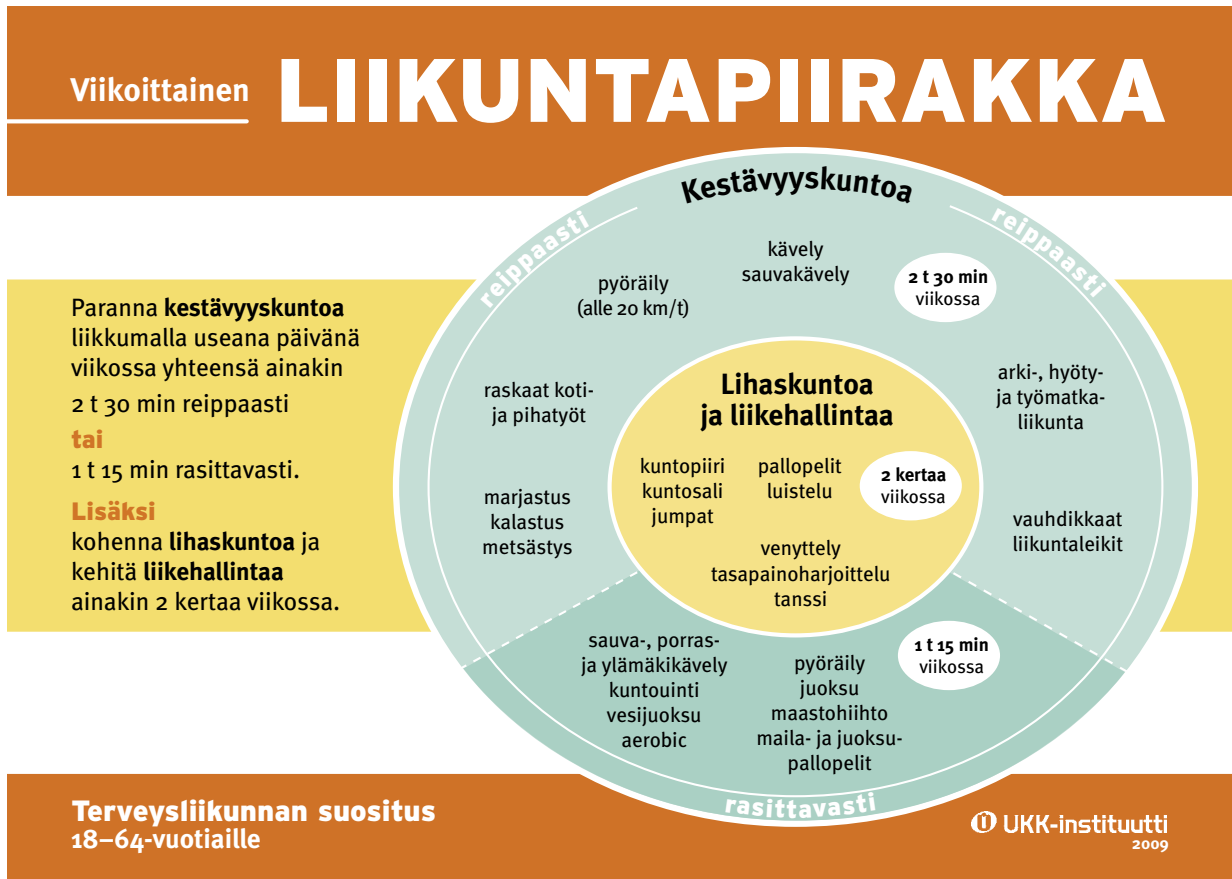 Viikoittainen LIIKUNTAPIIRAKKA
Paranna kestävyyskuntoa
liikkumalla useana päivänä
viikossa yhteensä ainakin
2 t 30 min reippaasti
tai
1 t 15 min rasittavasti.
Lisäksi
kohenna lihaskuntoa ja
kehitä liikehallintaa
ainakin 2 kertaa viikossa.
Kestävyyskuntoa
reippaasti
reippaasti
kävely
sauvakävely
2 t 30 min
viikossa
pyöräily
(alle 20 km/t)
raskaat koti-
ja pihatyöt
arki-, hyöty-
ja työmatka-
liikunta
marjastus
kalastus
metsästys
vauhdikkaat
liikuntaleikit
Lihaskuntoa
ja liikehallintaa
kuntopiiri
kuntosali
jumpat
pallopelit
luistelu
2 kertaa
viikossa
venyttely
tasapainoharjoittelu
tanssi
sauva-, porras-
ja ylämäkikävely
kuntouinti
vesijuoksu
aerobic
pyöräily
juoksu
maastohiihto
maila- ja juoksu-
pallopelit
1 t 15 min
viikossa
rasittavasti
Terveysliikunnan suositus
18–64-vuotiaille
UKK-instituutti
2009